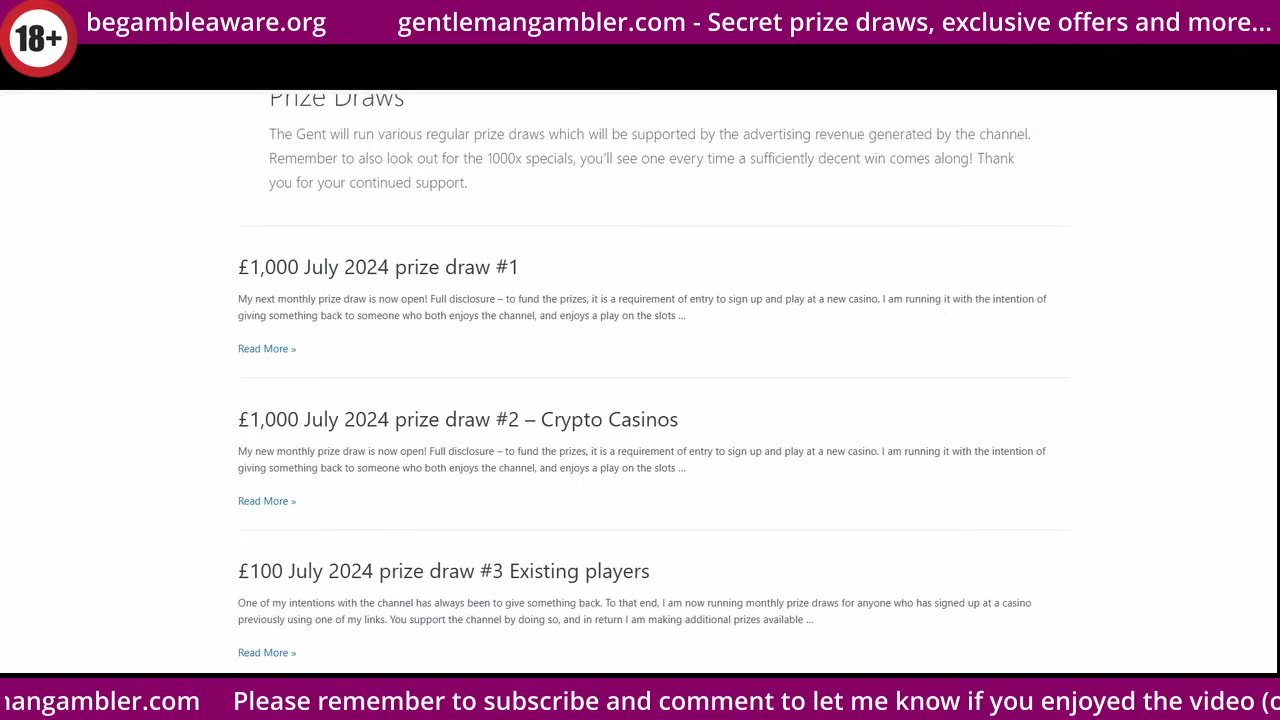 begambleaware.org gentlemangambler.com - Secret prize draws, exclusive offers and more...
18+
Prize Draws
The Gent will run various regular prize draws which will be supported by the advertising revenue generated by the channel.
Remember to also look out for the 1000x specials, you'll see one every time a sufficiently decent win comes along! Thank
you for your continued support.
£1,000 July 2024 prize draw #1
My next monthly prize draw is now open! Full disclosure – to fund the prizes, it is a requirement of entry to sign up and play at a new casino. I am running it with the intention of
giving something back to someone who both enjoys the channel, and enjoys a play on the slots ...
Read More »
£1,000 July 2024 prize draw #2 – Crypto Casinos
My new monthly prize draw is now open! Full disclosure – to fund the prizes, it is a requirement of entry to sign up and play at a new casino. I am running it with the intention of
giving something back to someone who both enjoys the channel, and enjoys a play on the slots ...
Read More »
£100 July 2024 prize draw #3 Existing players
One of my intentions with the channel has always been to give something back. To that end, I am now running monthly prize draws for anyone who has signed up at a casino
previously using one of my links. You support the channel by doing so, and in return I am making additional prizes available ...
Read More »
mangambler.com Please remember to subscribe and comment to let me know if you enjoyed the video (